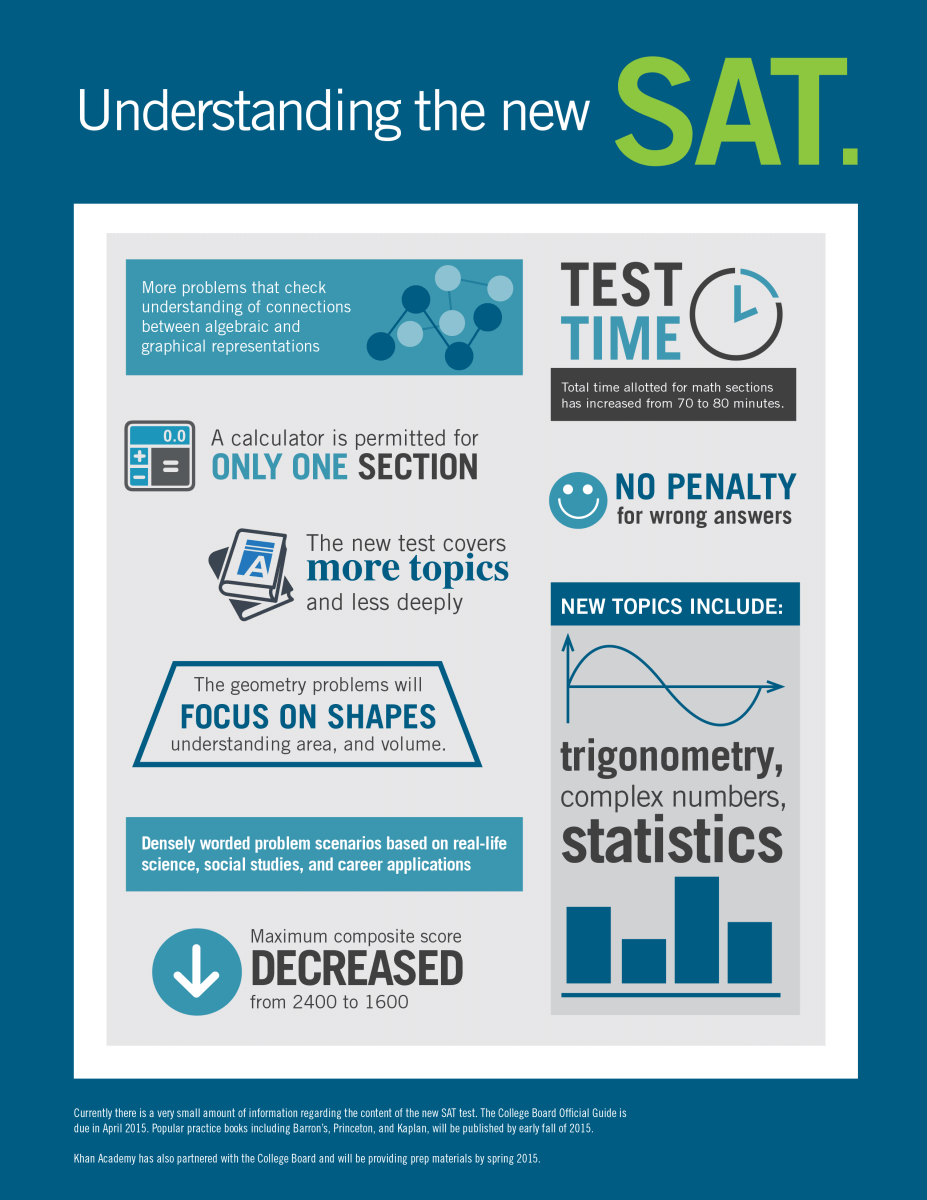 Understanding the new SAT.
More problems that check
understanding of connections
between algebraic and
graphical representations
TEST
TIME
Total time allotted for math sections
has increased from 70 to 80 minutes.
0.0
+
=
−
A calculator is permitted for
ONLY ONE SECTION
NO PENALTY
for wrong answers
A
The new test covers
more topics
and less deeply
The geometry problems will
FOCUS ON SHAPES
understanding area, and volume.
Densely worded problem scenarios based on real-life
science, social studies, and career applications
Maximum composite score
DECREASED
from 2400 to 1600
NEW TOPICS INCLUDE:
trigonometry,
complex numbers,
statistics
Currently there is a very small amount of information regarding the content of the new SAT test. The College Board Official Guide is
due in April 2015. Popular practice books including Barron's, Princeton, and Kaplan, will be published by early fall of 2015.
Khan Academy has also partnered with the College Board and will be providing prep materials by spring 2015.